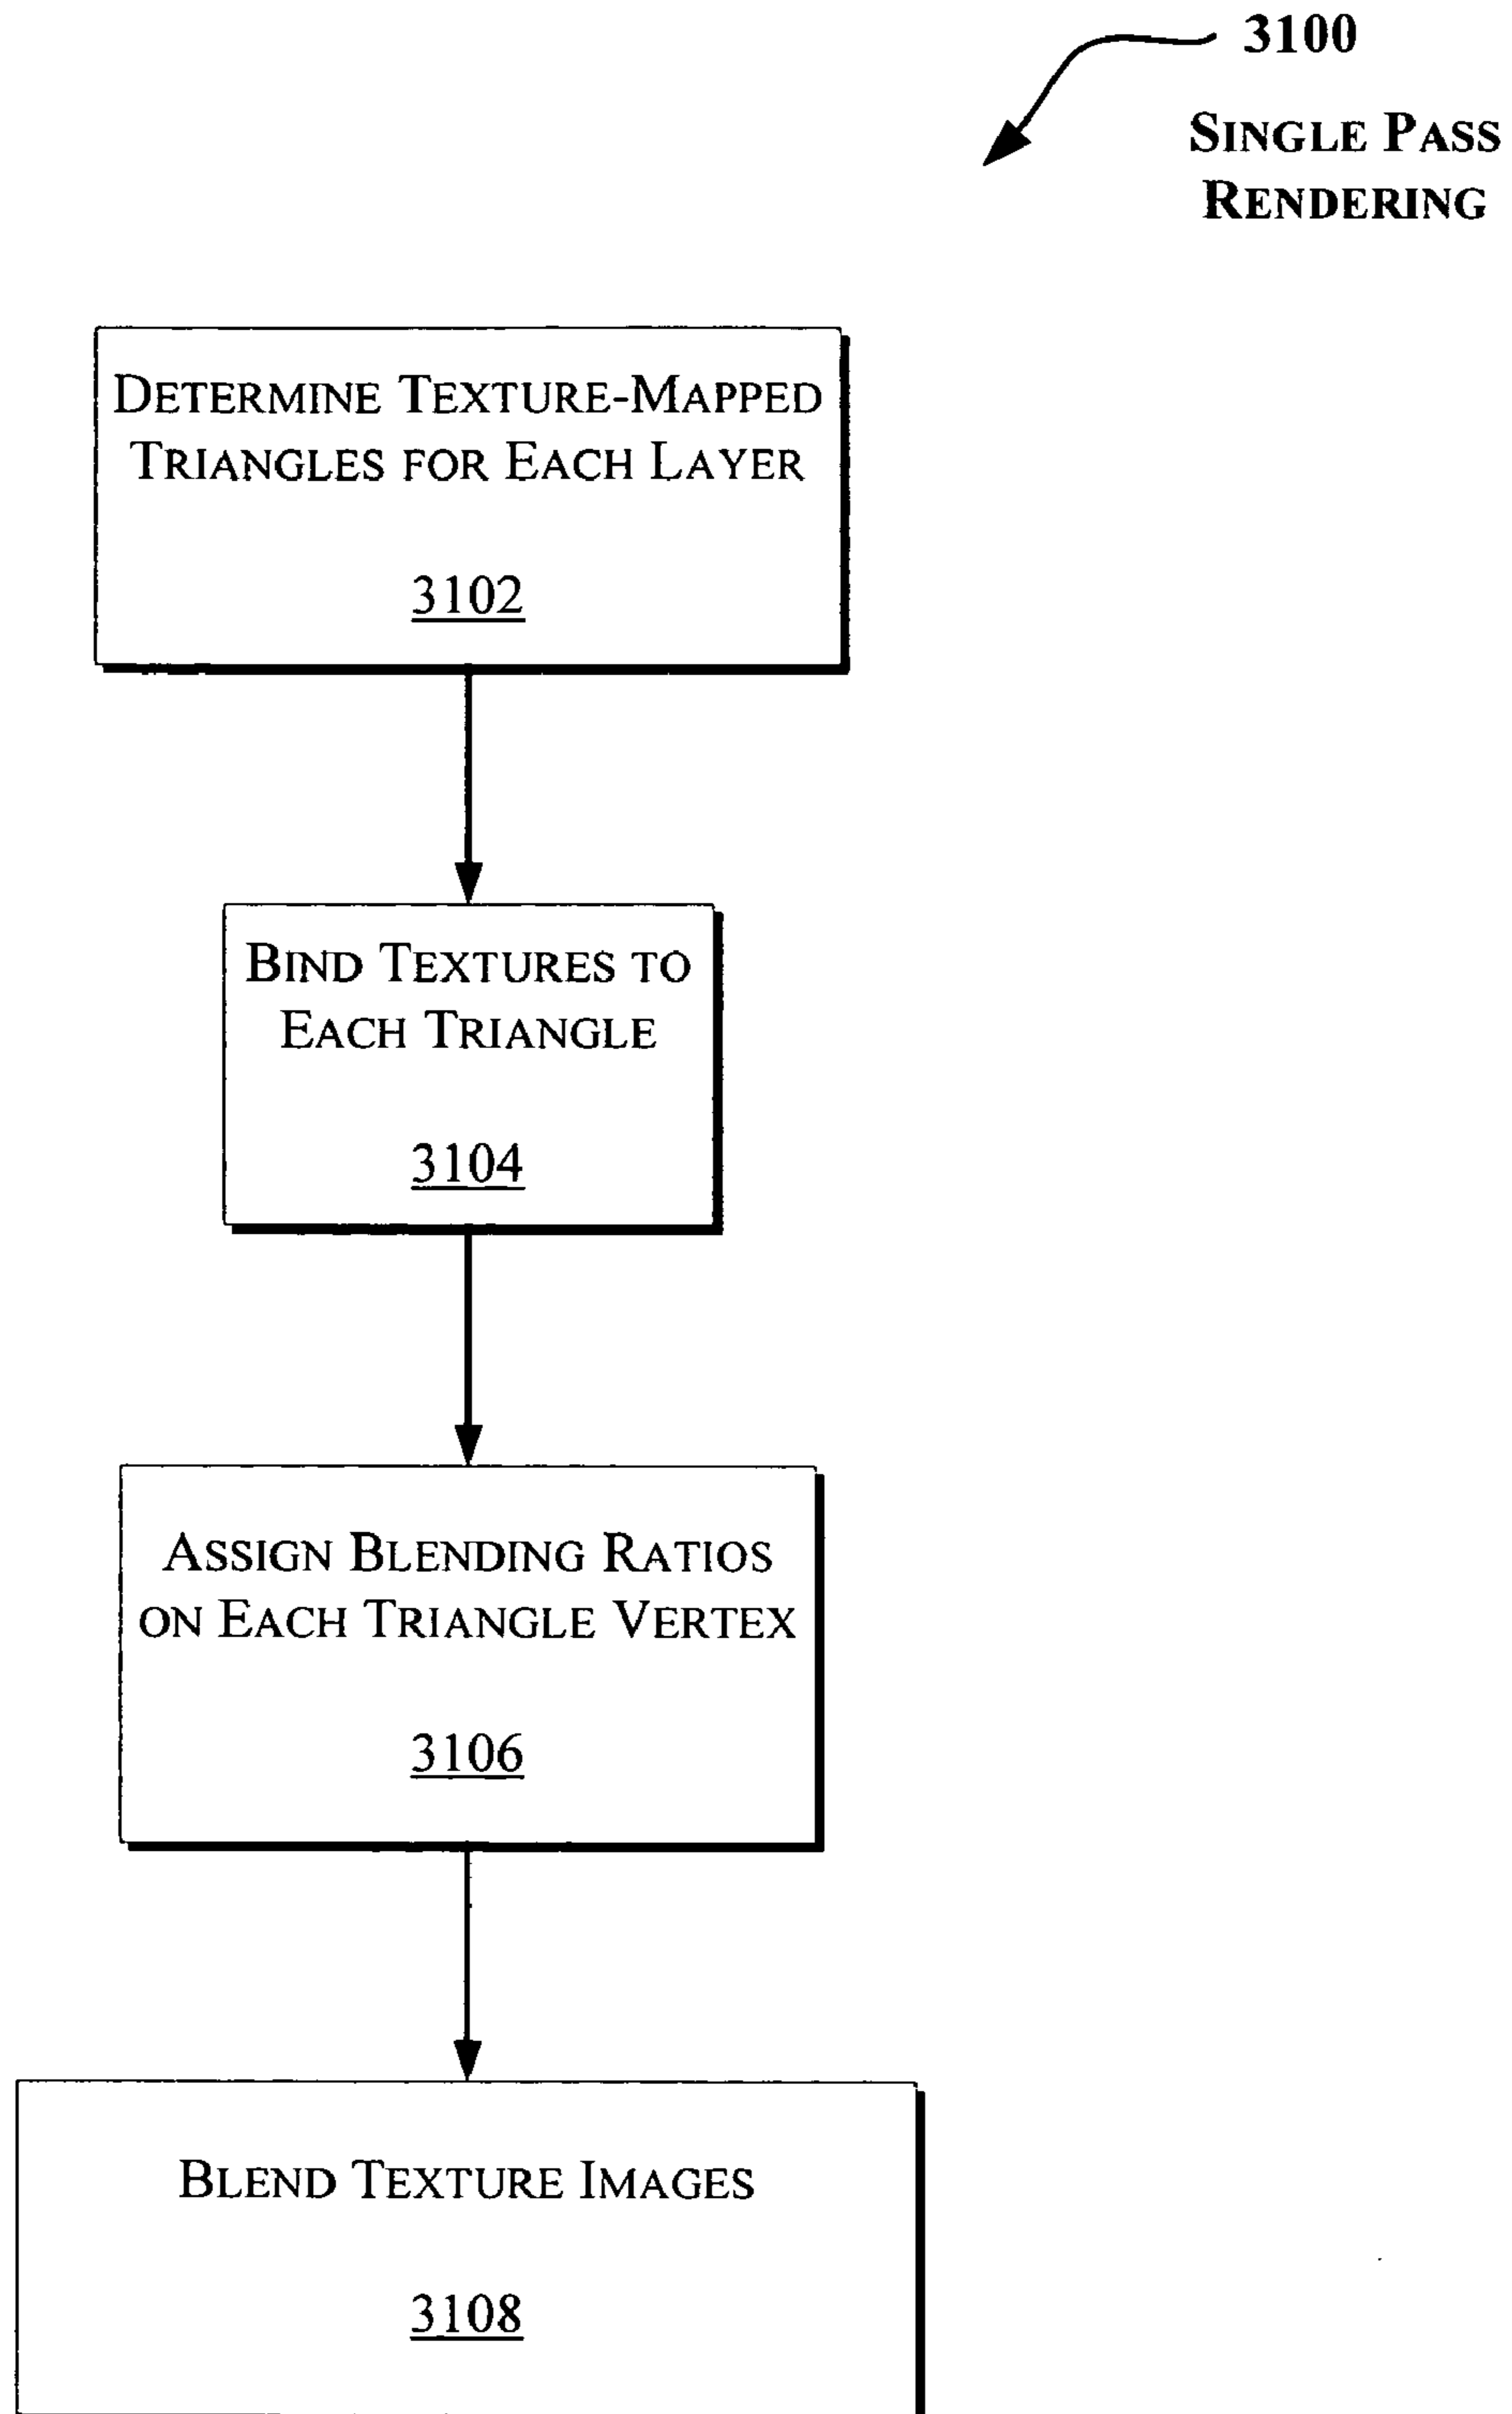 3100
SINGLE PASS
RENDERING
DETERMINE TEXTURE-MAPPED
TRIANGLES FOR EACH LAYER
3102
BIND TEXTURES TO
EACH TRIANGLE
3104
ASSIGN BLENDING RATIOS
ON EACH TRIANGLE VERTEX
3106
BLEND TEXTURE IMAGES
3108